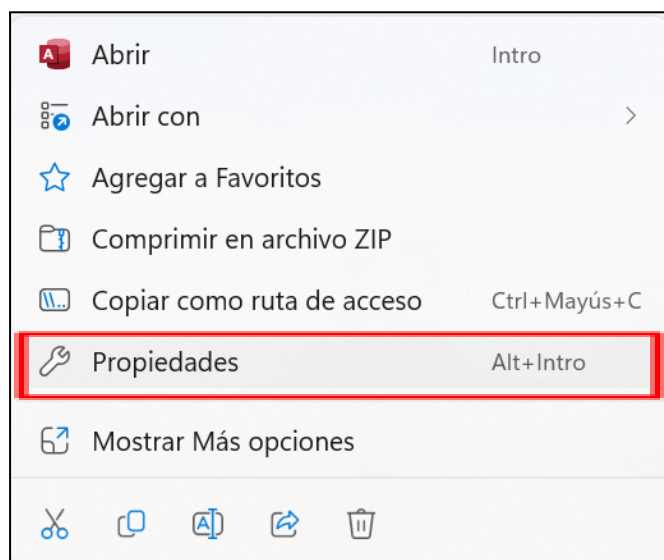 Abrir Intro
Abrir con
Agregar a Favoritos
Comprimir en archivo ZIP
Copiar como ruta de acceso Ctrl+Mayús+C
Propiedades Alt+Intro
Mostrar Más opciones